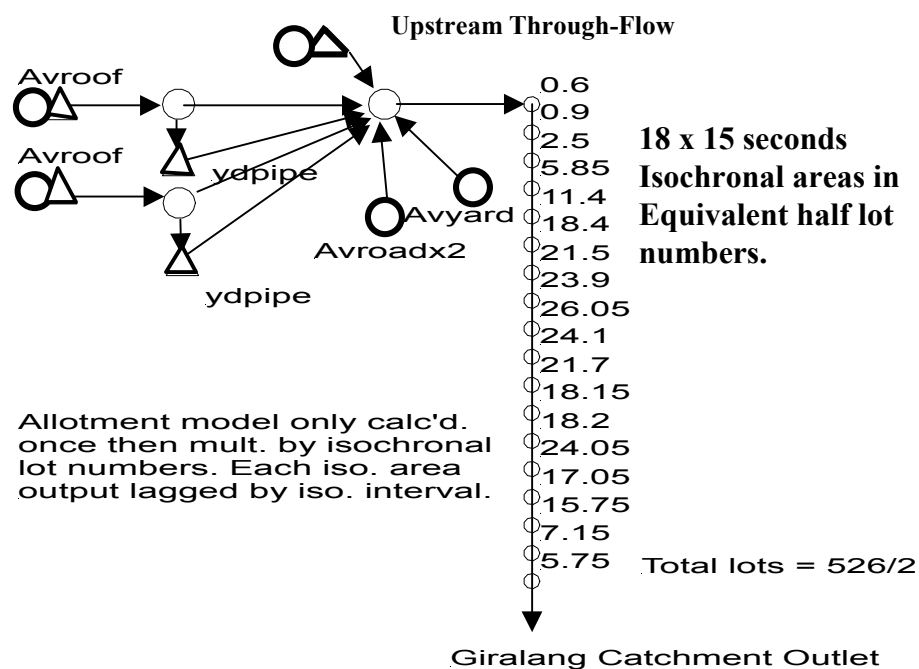 Upstream Through-Flow
Avroof
Avroof
ydpipe
ydpipe
Avyard
Avroadx2
0.6
0.9
2.5
5.85
11.4
18.4
21.5
23.9
26.05
24.1
21.7
18.15
18.2
24.05
17.05
15.75
7.15
5.75
18 x 15 seconds
Isochronal areas in
Equivalent half lot
numbers.
Allotment model only calc'd.
once then mult. by isochronal
lot numbers. Each iso. area
output lagged by iso. interval.
Total lots = 526/2
Giralang Catchment Outlet